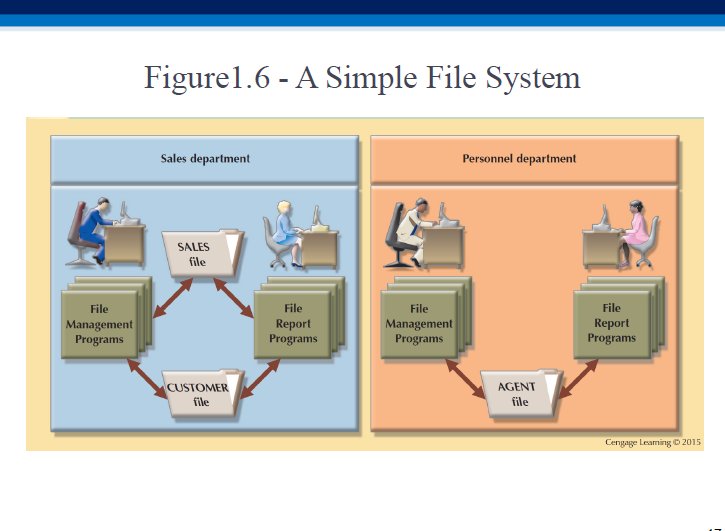 Figure1.6 - A Simple File System
Sales department
SALES
file
File
Management
Programs
File
Report
Programs
CUSTOMER
file
Personnel department
File
Management
Programs
File
Report
Programs
AGENT
file
Cengage Learning © 2015